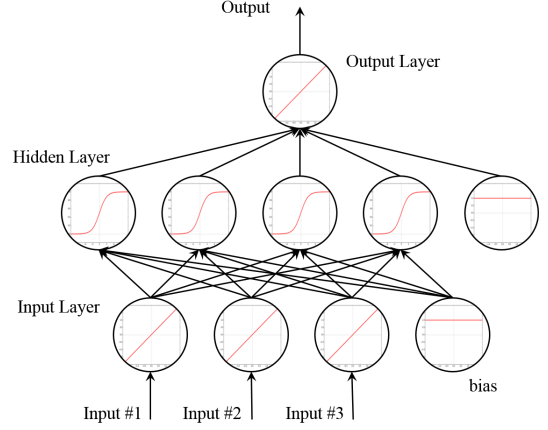 Output
Output Layer
Hidden Layer
Input Layer
bias
Input #1
Input #2
Input #3